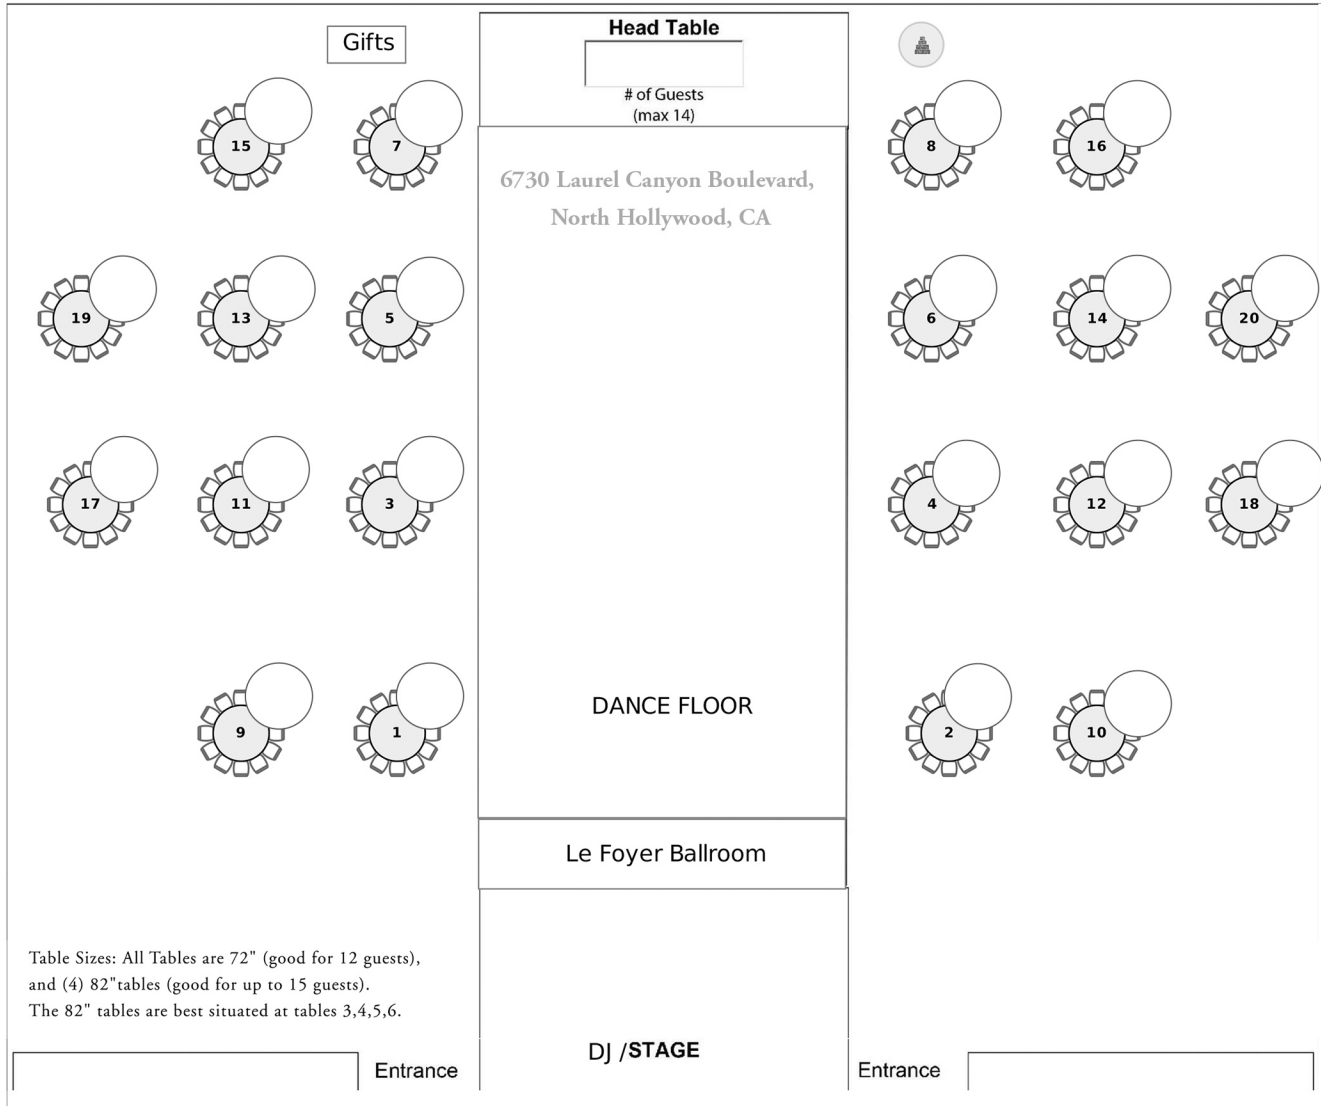 Gifts
Head Table
# of Guests
(max 14)
15
7
8
16
6730 Laurel Canyon Boulevard,
North Hollywood, CA
19
13
5
6
14
20
17
11
3
4
12
18
9
1
DANCE FLOOR
2
10
Le Foyer Ballroom
Table Sizes: All Tables are 72" (good for 12 guests),
and (4) 82"tables (good for up to 15 guests).
The 82" tables are best situated at tables 3,4,5,6.
DJ /STAGE
Entrance
Entrance